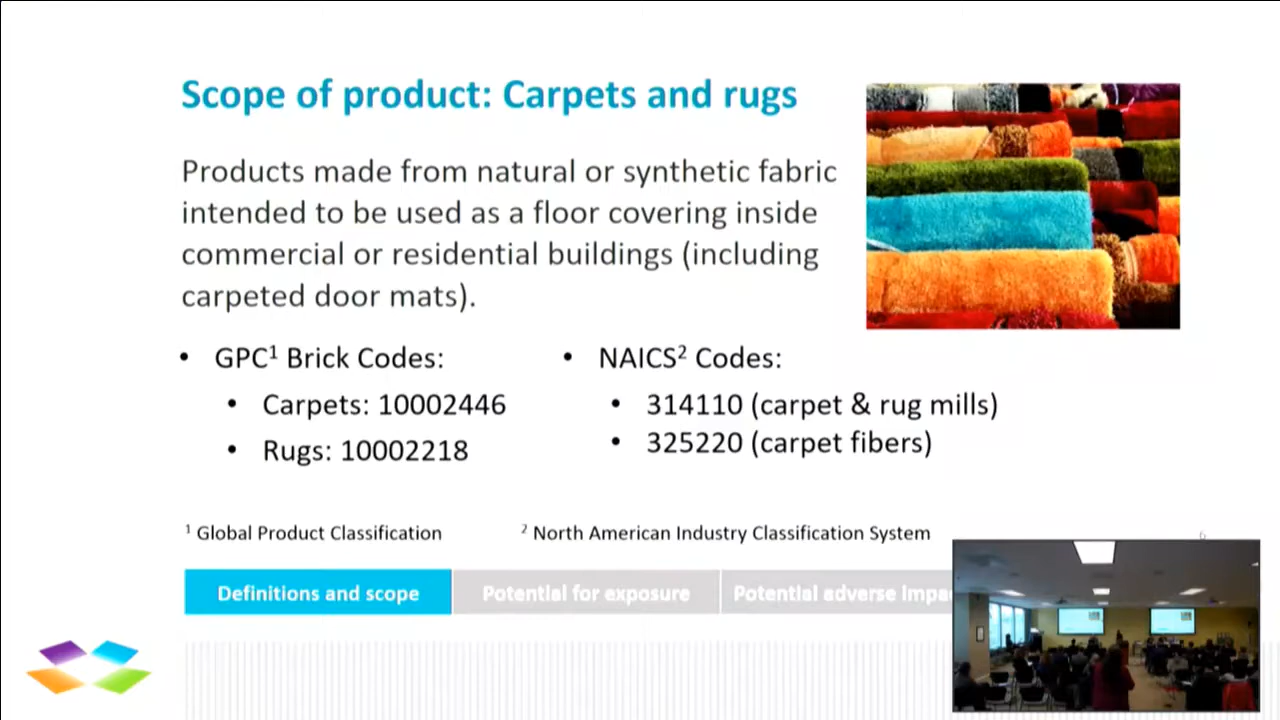 Scope of product: Carpets and rugs
Products made from natural or synthetic fabric
intended to be used as a floor covering inside
commercial or residential buildings (including
carpeted door mats).
• GPC¹ Brick Codes:
• Carpets: 10002446
• Rugs: 10002218
• NAICS² Codes:
• 314110 (carpet & rug mills)
• 325220 (carpet fibers)
¹ Global Product Classification
² North American Industry Classification System
6
Definitions and scope
Potential for exposure
Potential adverse